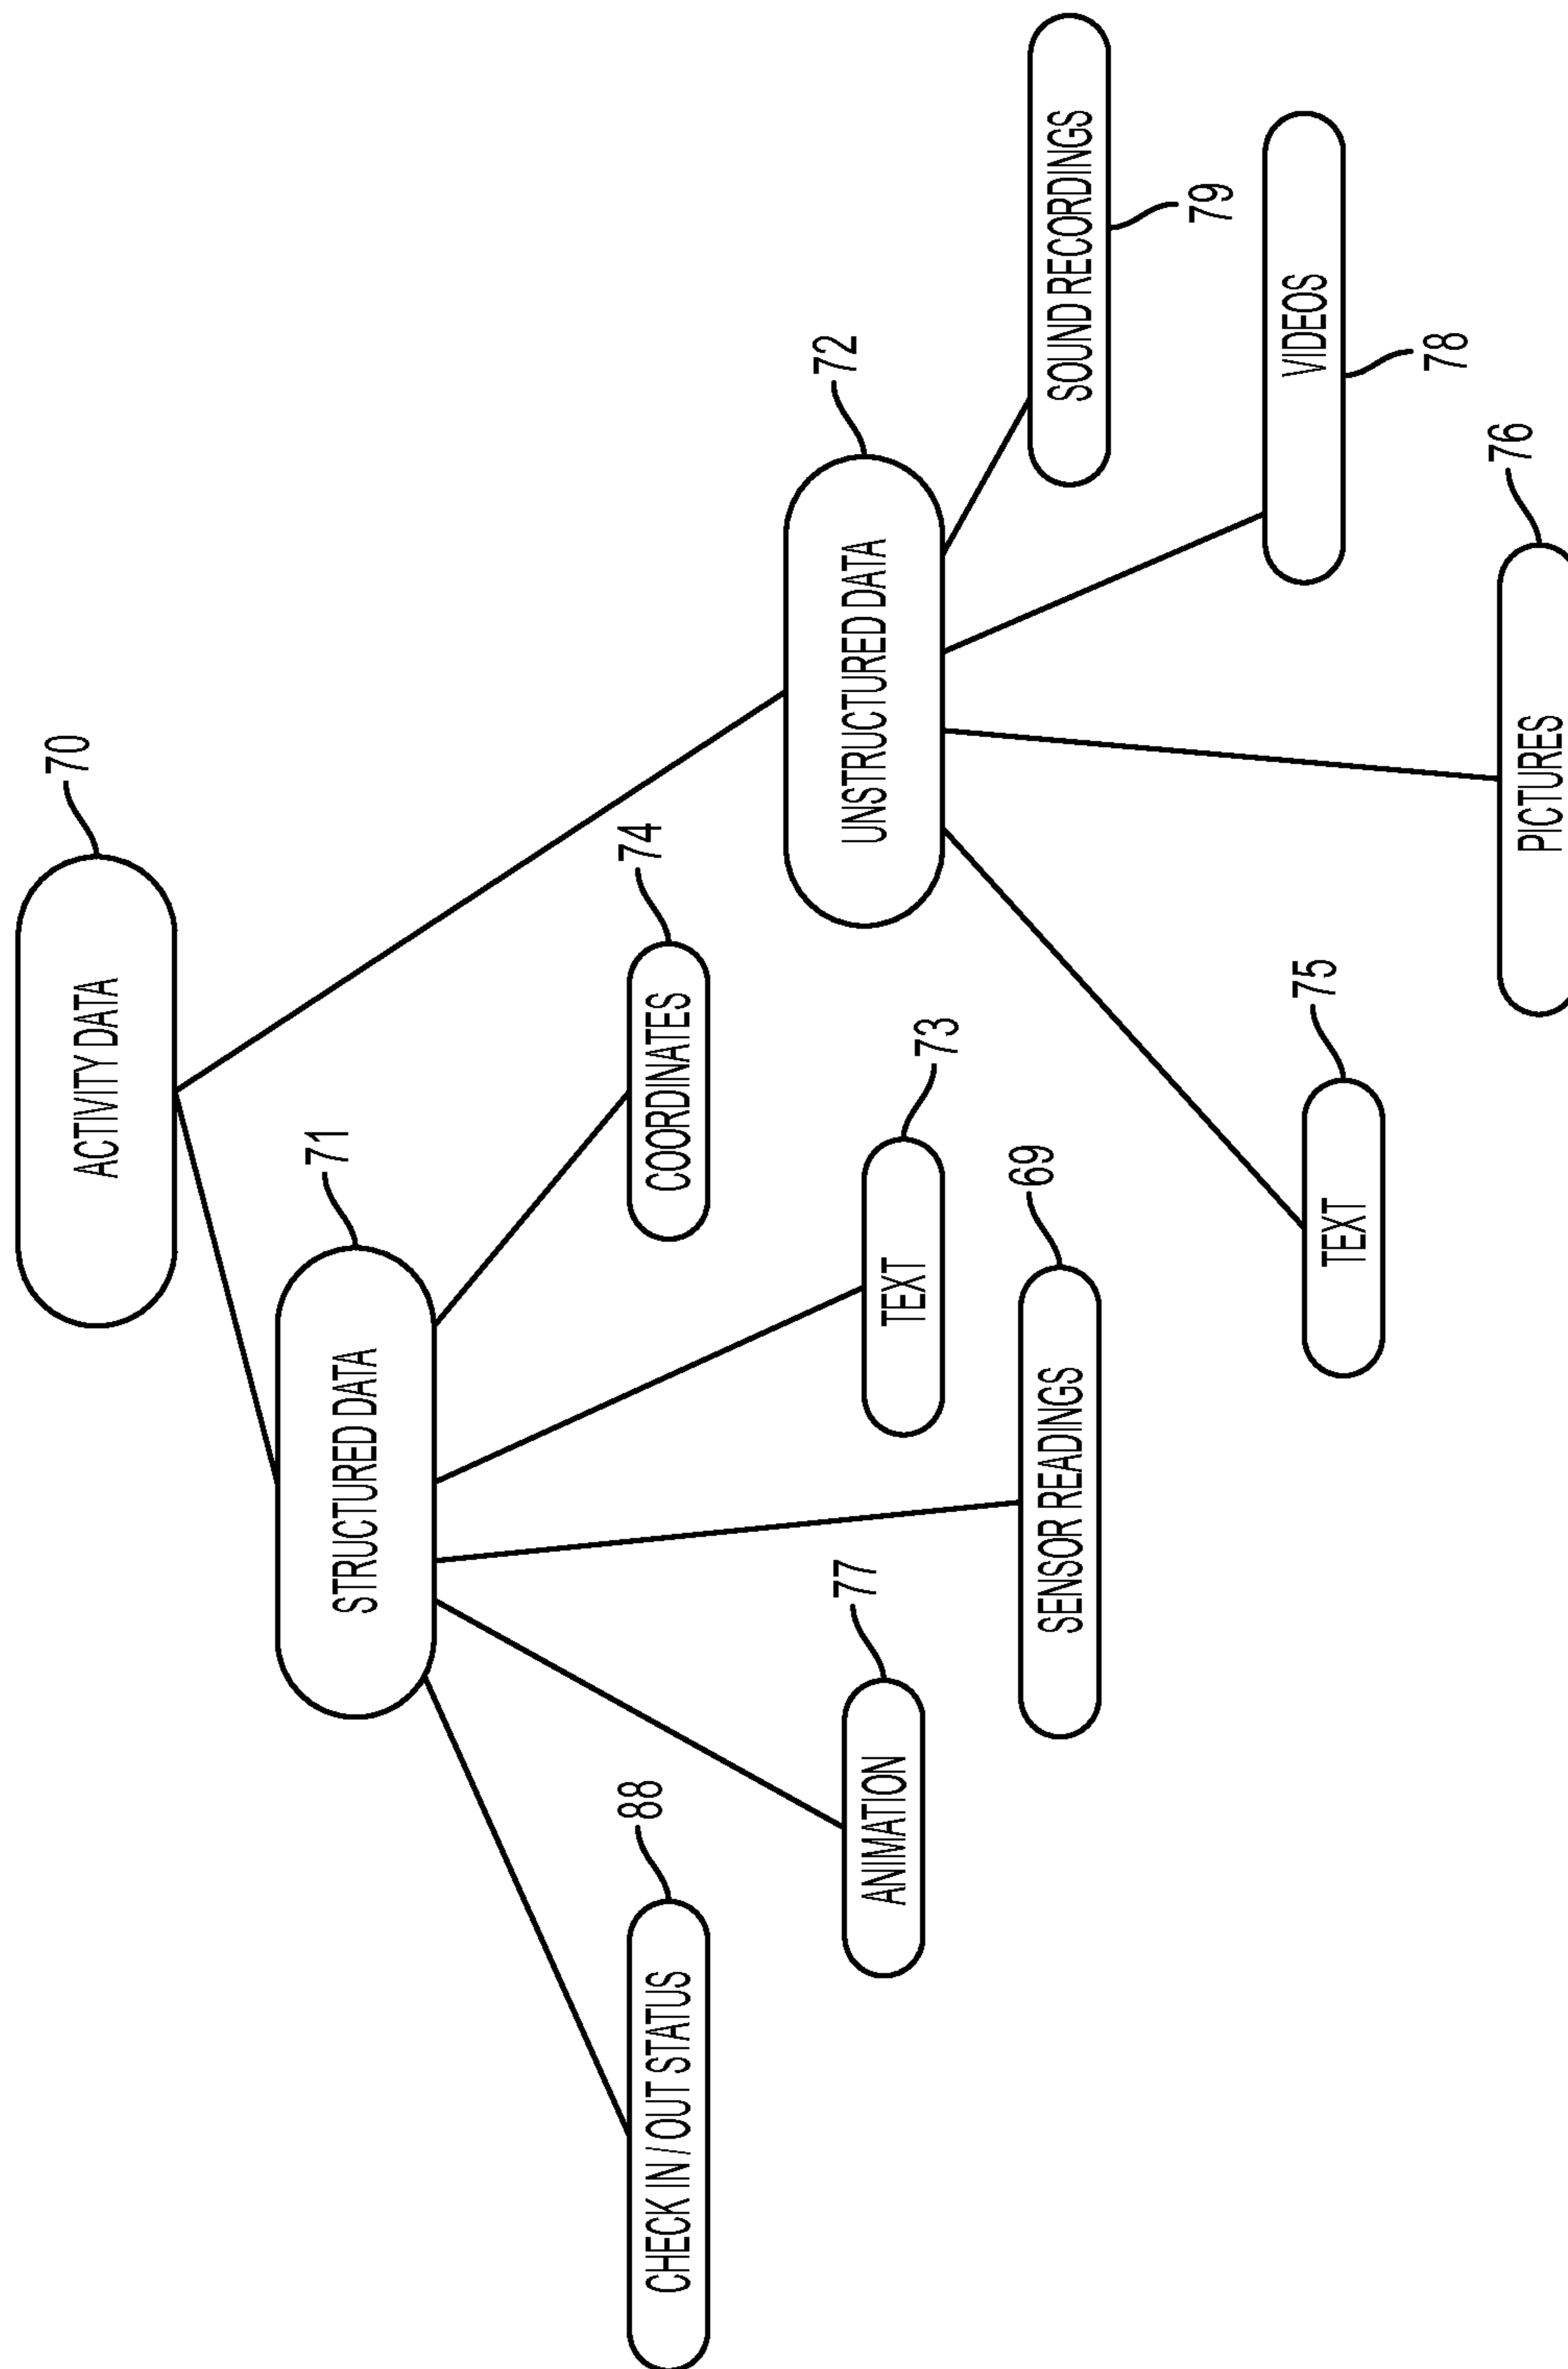 ACTIVITY DATA
70
STRUCTURED DATA
71
CHECK IN / OUT STATUS
88
COORDINATES
74
ANIMATION
77
TEXT
73
SENSOR READINGS
69
UNSTRUCTURED DATA
72
SOUND RECORDINGS
79
VIDEOS
78
TEXT
75
PICTURES
76